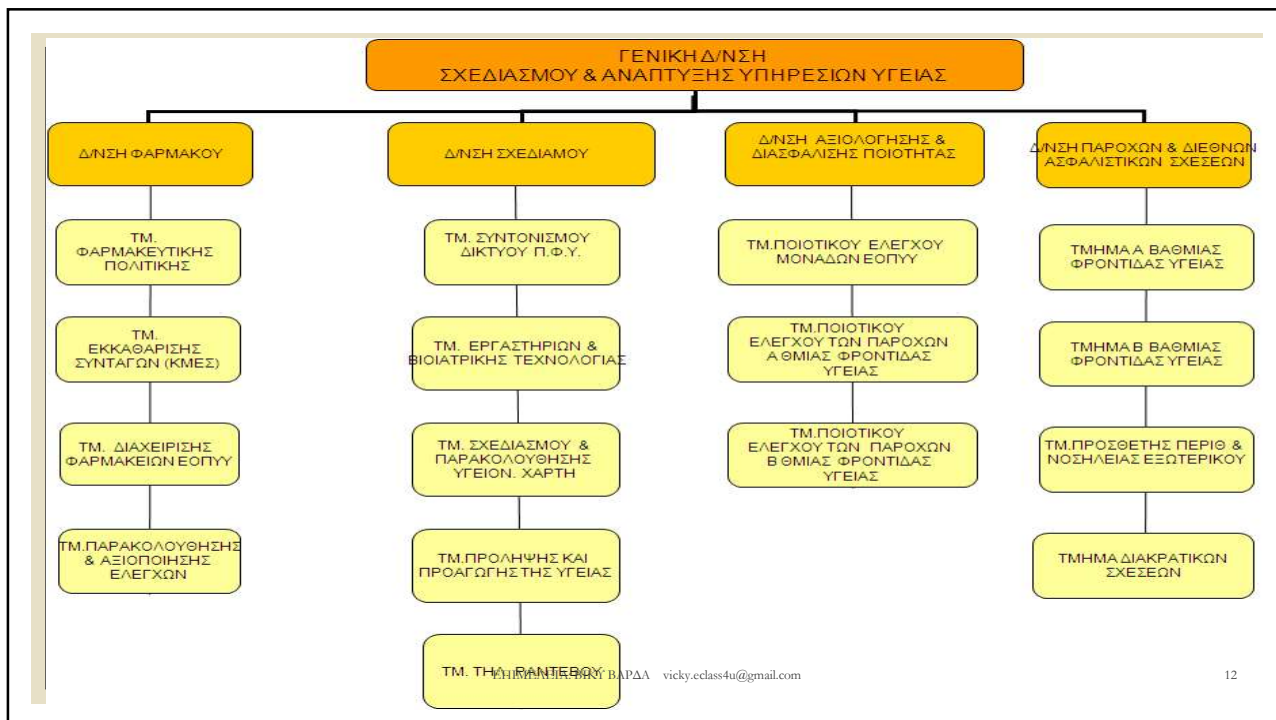 ΓΕΝΙΚΗ Δ/ΝΣΗ
ΣΧΕΔΙΑΣΜΟΥ & ΑΝΑΠΤΥΞΗΣ ΥΠΗΡΕΣΙΩΝ ΥΓΕΙΑΣ
Δ/ΝΣΗ ΦΑΡΜΑΚΟΥ
ΤΜ.
ΦΑΡΜΑΚΕΥΤΙΚΗΣ
ΠΟΛΙΤΙΚΗΣ
ΤΜ.
ΕΚΚΑΘΑΡΙΣΗΣ
ΣΥΝΤΑΓΩΝ (ΚΜΕΣ)
ΤΜ. ΔΙΑΧΕΙΡΙΣΗΣ
ΦΑΡΜΑΚΕΙΩΝ ΕΟΠΥΥ
ΤΜ.ΠΑΡΑΚΟΛΟΥΘΗΣΗΣ
& ΑΞΙΟΠΟΙΗΣΗΣ
ΕΛΕΓΧΩΝ
Δ/ΝΣΗ ΣΧΕΔΙΑΜΟΥ
ΤΜ. ΣΥΝΤΟΝΙΣΜΟΥ
ΔΙΚΤΥΟΥ Π.Φ.Υ.
ΤΜ. ΕΡΓΑΣΤΗΡΙΩΝ &
ΒΙΟΙΑΤΡΙΚΗΣ ΤΕΧΝΟΛΟΓΙΑΣ
ΤΜ. ΣΧΕΔΙΑΣΜΟΥ &
ΠΑΡΑΚΟΛΟΥΘΗΣΗΣ
ΥΓΕΙΟΝ. ΧΑΡΤΗ
ΤΜ.ΠΡΟΛΗΨΗΣ ΚΑΙ
ΠΡΟΑΓΩΓΗΣ ΤΗΣ ΥΓΕΙΑΣ
ΤΜ. ΤΗΛ. ΡΑΝΤΕΒΟΥ
Δ/ΝΣΗ ΑΞΙΟΛΟΓΗΣΗΣ &
ΔΙΑΣΦΑΛΙΣΗΣ ΠΟΙΟΤΗΤΑΣ
ΤΜ.ΠΟΙΟΤΙΚΟΥ ΕΛΕΓΧΟΥ
ΜΟΝΑΔΩΝ ΕΟΠΥΥ
ΤΜ.ΠΟΙΟΤΙΚΟΥ
ΕΛΕΓΧΟΥ ΤΩΝ ΠΑΡΟΧΩΝ
Α ΘΜΙΑΣ ΦΡΟΝΤΙΔΑΣ
ΥΓΕΙΑΣ
ΤΜ.ΠΟΙΟΤΙΚΟΥ
ΕΛΕΓΧΟΥ ΤΩΝ ΠΑΡΟΧΩΝ
Β ΘΜΙΑΣ ΦΡΟΝΤΙΔΑΣ
ΥΓΕΙΑΣ
Δ/ΝΣΗ ΠΑΡΟΧΩΝ & ΔΙΕΘΝΩΝ
ΑΣΦΑΛΙΣΤΙΚΩΝ ΣΧΕΣΕΩΝ
ΤΜΗΜΑ Α ΒΑΘΜΙΑΣ
ΦΡΟΝΤΙΔΑΣ ΥΓΕΙΑΣ
ΤΜΗΜΑ Β ΒΑΘΜΙΑΣ
ΦΡΟΝΤΙΔΑΣ ΥΓΕΙΑΣ
ΤΜ.ΠΡΟΣΘΕΤΗΣ ΠΕΡΙΘ &
ΝΟΣΗΛΕΙΑΣ ΕΞΩΤΕΡΙΚΟΥ
ΤΜΗΜΑ ΔΙΑΚΡΑΤΙΚΩΝ
ΣΧΕΣΕΩΝ
ΕΠΙΜΕΛΕΙΑ: ΒΙΚΥ ΒΑΡΔΑ vicky.eclass4u@gmail.com
12